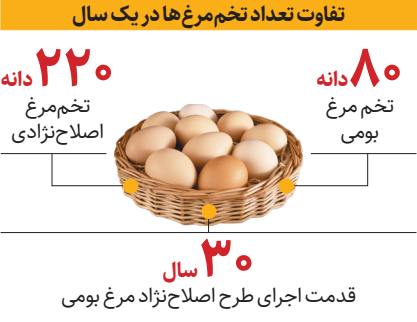 تفاوت تعداد تخم‌مرغ‌ها در یک سال
۸۰ دانه
تخم مرغ
بومی
۲۲۰ دانه
تخم‌مرغ
اصلاح‌نژادی
۳۰ سال
قدمت اجرای طرح اصلاح‌نژاد مرغ بومی